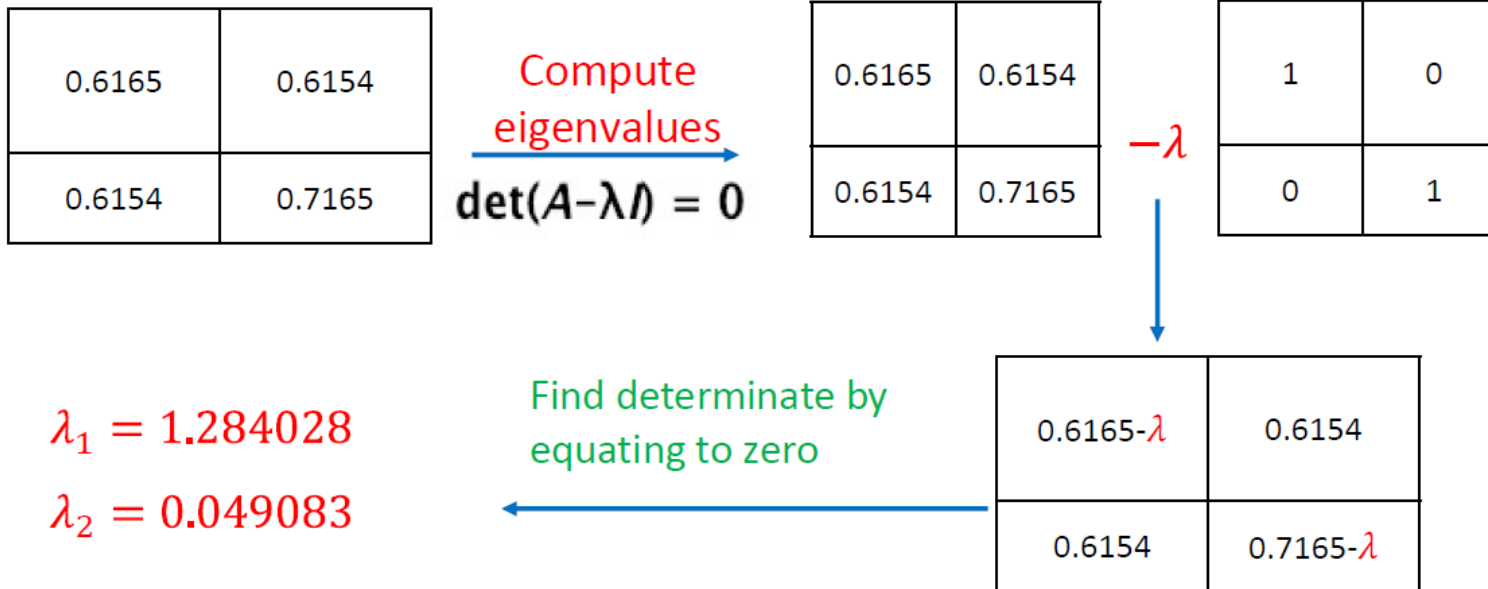 0.6165 0.6154
0.6154 0.7165
Compute
eigenvalues
det(A-λI) = 0
0.6165 0.6154
0.6154 0.7165
−λ
1 0
0 1
0.6165-λ 0.6154
0.6154 0.7165-λ
Find determinate by
equating to zero
λ₁ = 1.284028
λ₂ = 0.049083